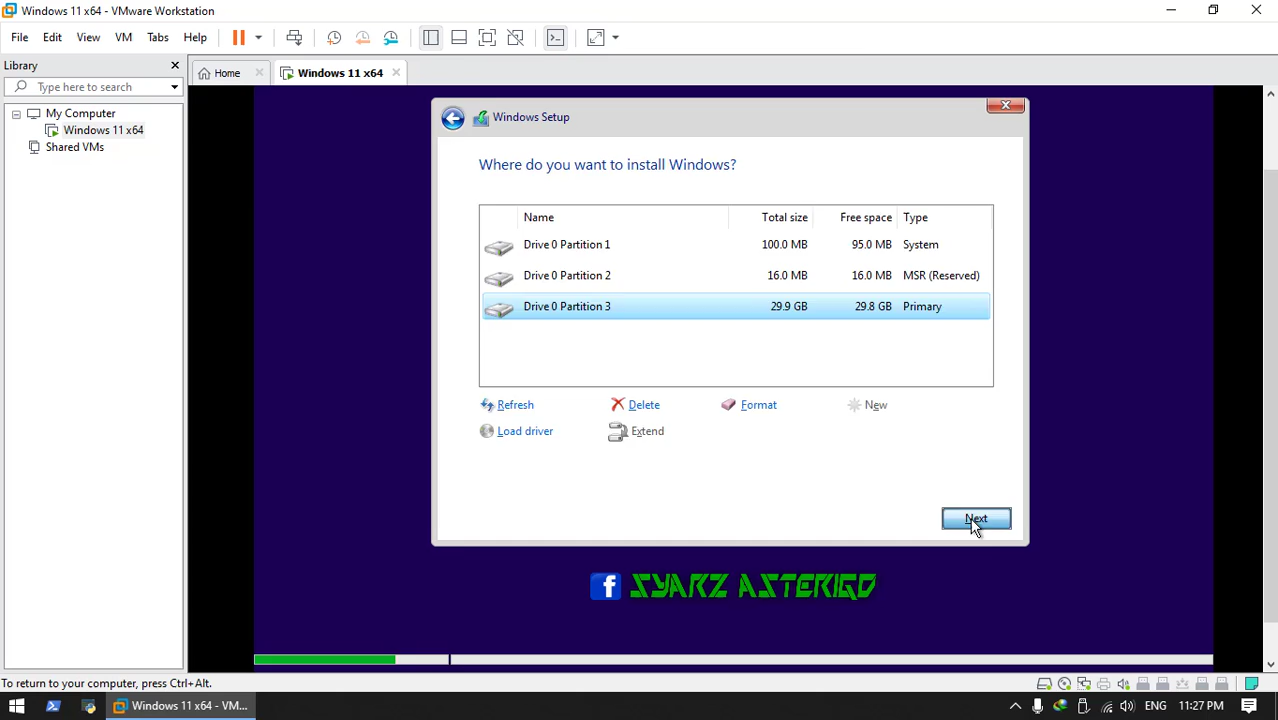 Windows 11 x64 - VMware Workstation
File Edit View VM Tabs Help
Library
Type here to search
My Computer
Windows 11 x64
Shared VMs
Home
Windows 11 x64
Windows Setup
Where do you want to install Windows?
Name Total size Free space Type
Drive 0 Partition 1 100.0 MB 95.0 MB System
Drive 0 Partition 2 16.0 MB 16.0 MB MSR (Reserved)
Drive 0 Partition 3 29.9 GB 29.8 GB Primary
Refresh Delete Format New
Load driver Extend
Next
f SYARZ ASTERIGD
To return to your computer, press Ctrl+Alt.
Windows 11 x64 - VM...
ENG 11:27 PM